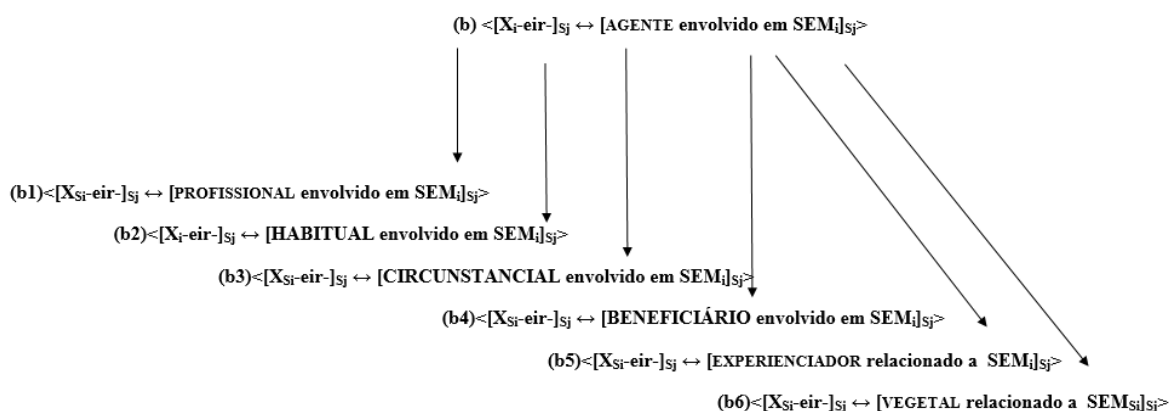 (b) <[Xi-eir-]Sj ↔ [AGENTE envolvido em SEMi]Sj>
(b1)<[XSi-eir-]Sj ↔ [PROFISSIONAL envolvido em SEMi]Sj>
(b2)<[Xi-eir-]Sj ↔ [HABITUAL envolvido em SEMi]Sj>
(b3)<[XSi-eir-]Sj ↔ [CIRCUNSTANCIAL envolvido em SEMi]Sj>
(b4)<[XSi-eir-]Sj ↔ [BENEFICIÁRIO envolvido em SEMi]Sj>
(b5)<[XSi-eir-]Sj ↔ [EXPERIENCIADOR relacionado a SEMi]Sj>
(b6)<[XSi-eir-]Sj ↔ [VEGETAL relacionado a SEMSi]Sj>